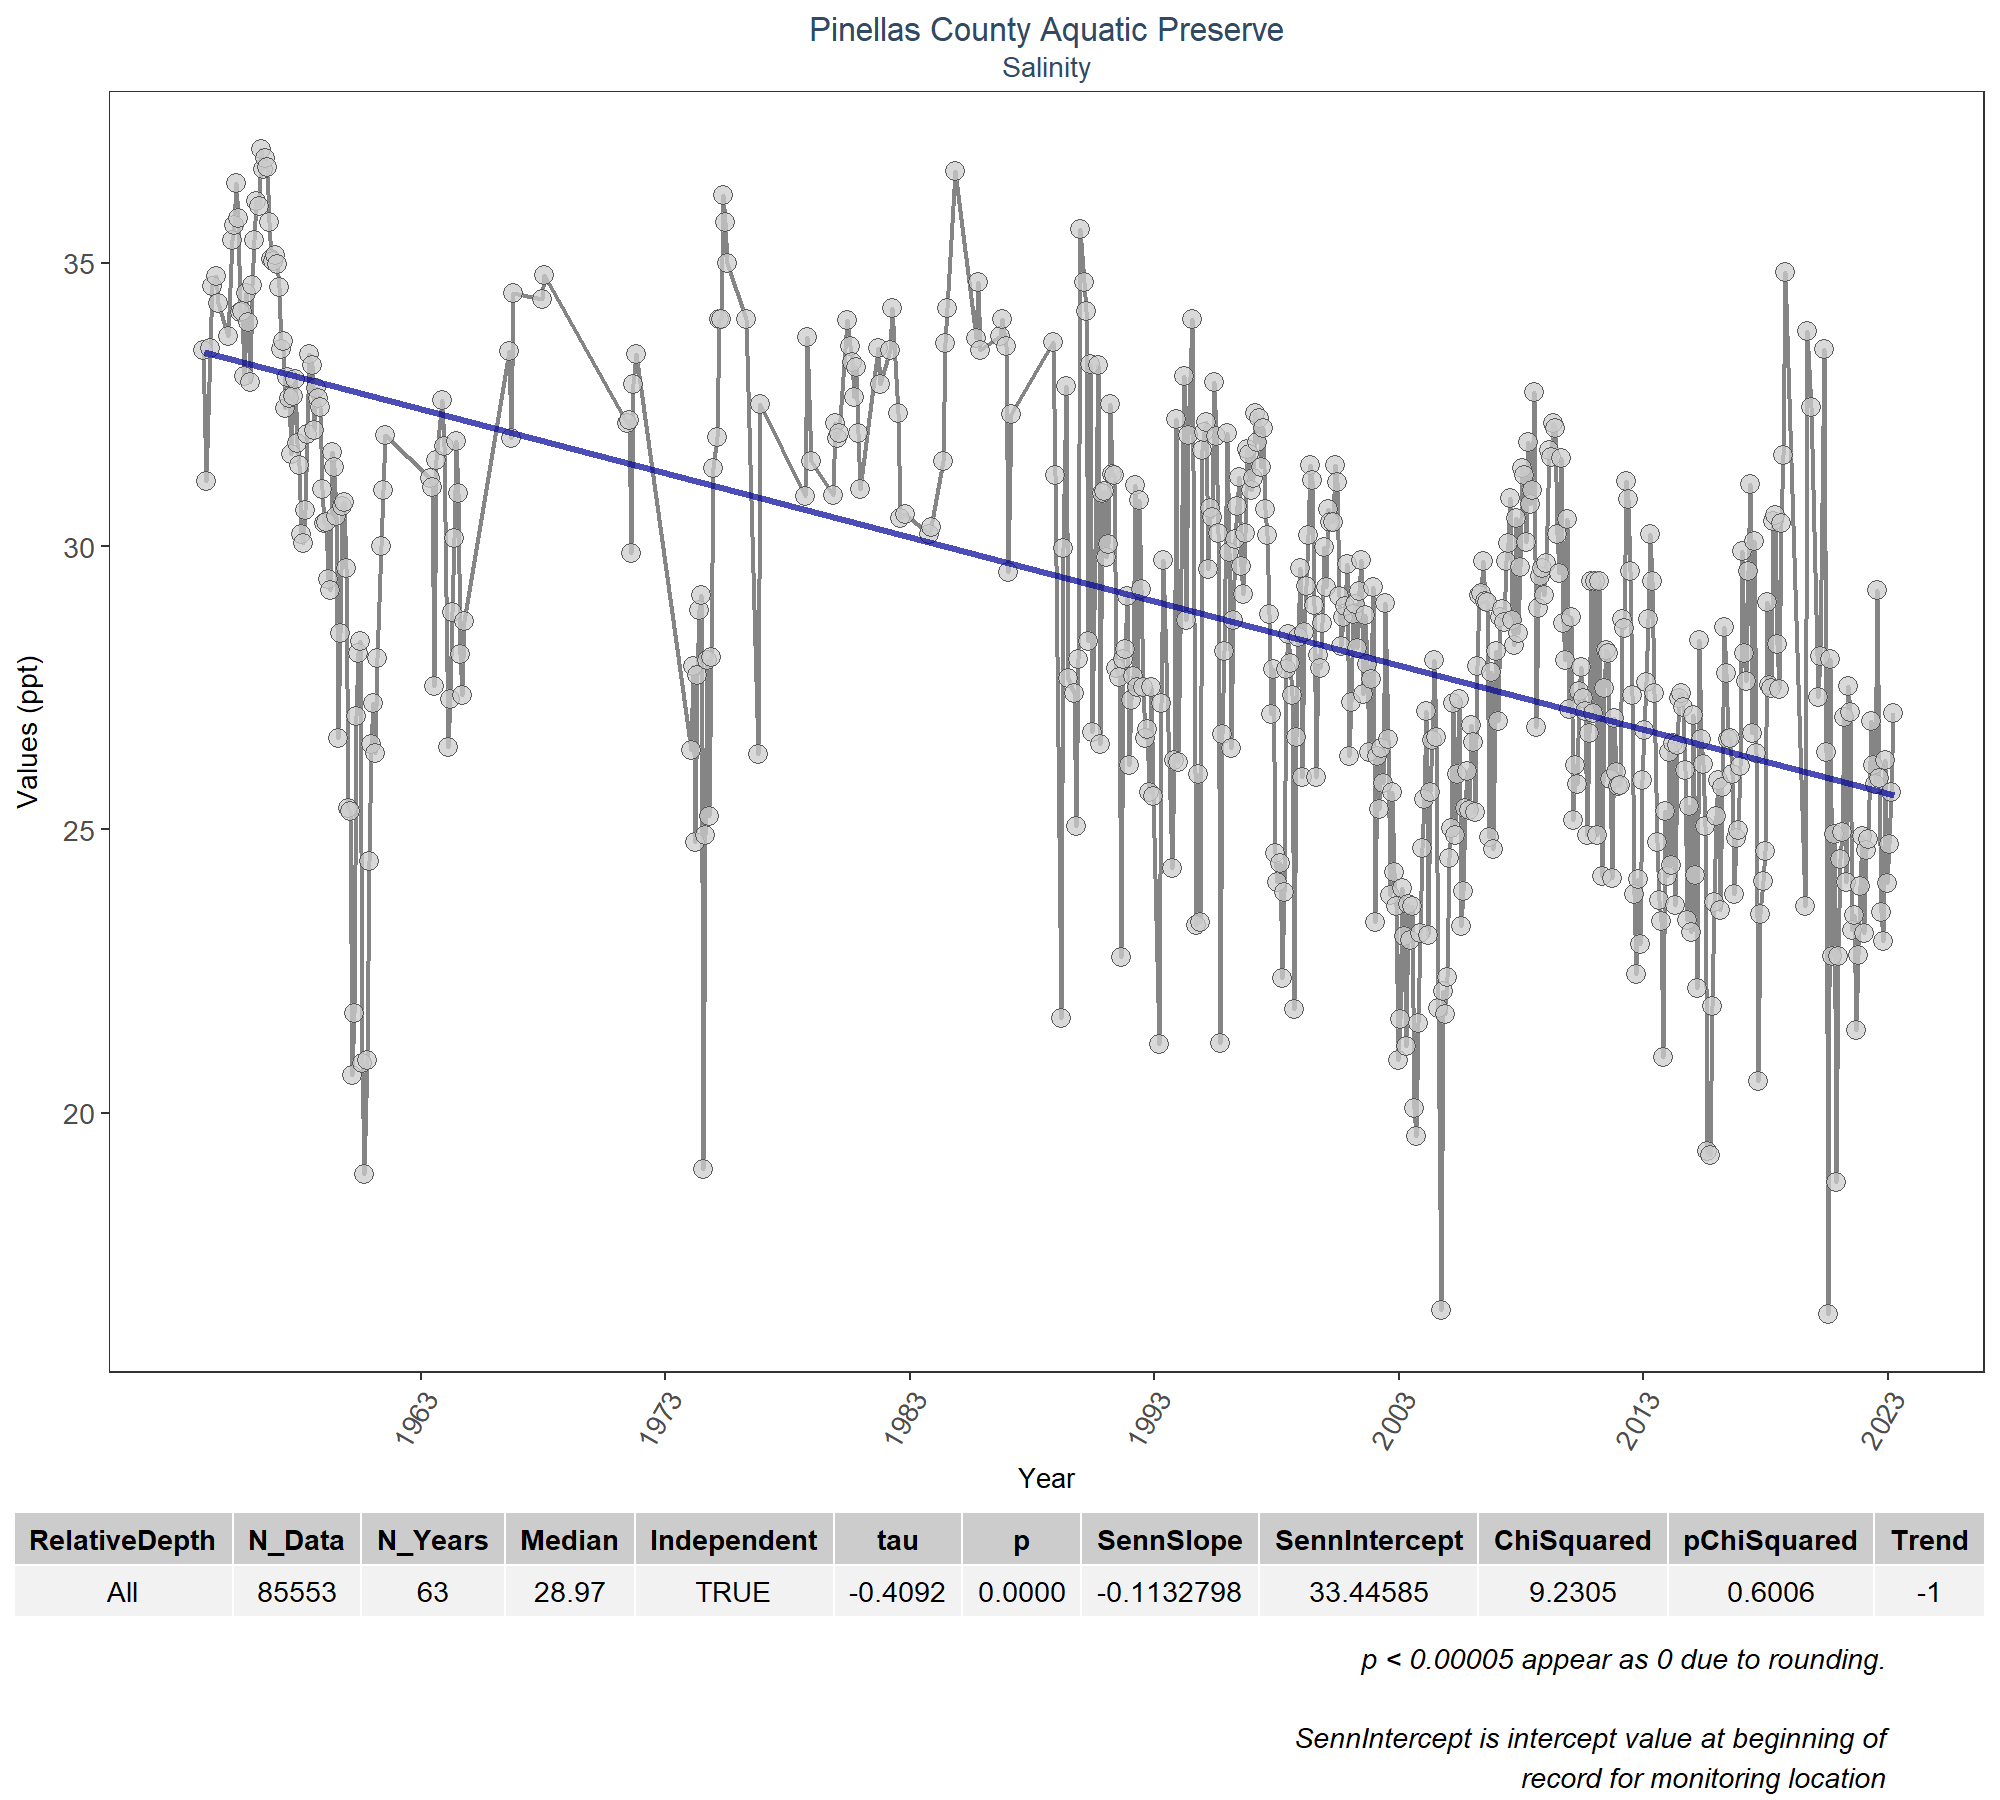 Pinellas County Aquatic Preserve
Salinity
Values (ppt)
35
30
25
20
1963 1973 1983 1993 2003 2013 2023
Year
RelativeDepth N_Data N_Years Median Independent tau p SennSlope SennIntercept ChiSquared pChiSquared Trend
All 85553 63 28.97 TRUE -0.4092 0.0000 -0.1132798 33.44585 9.2305 0.6006 -1
p < 0.00005 appear as 0 due to rounding.
SennIntercept is intercept value at beginning of
record for monitoring location